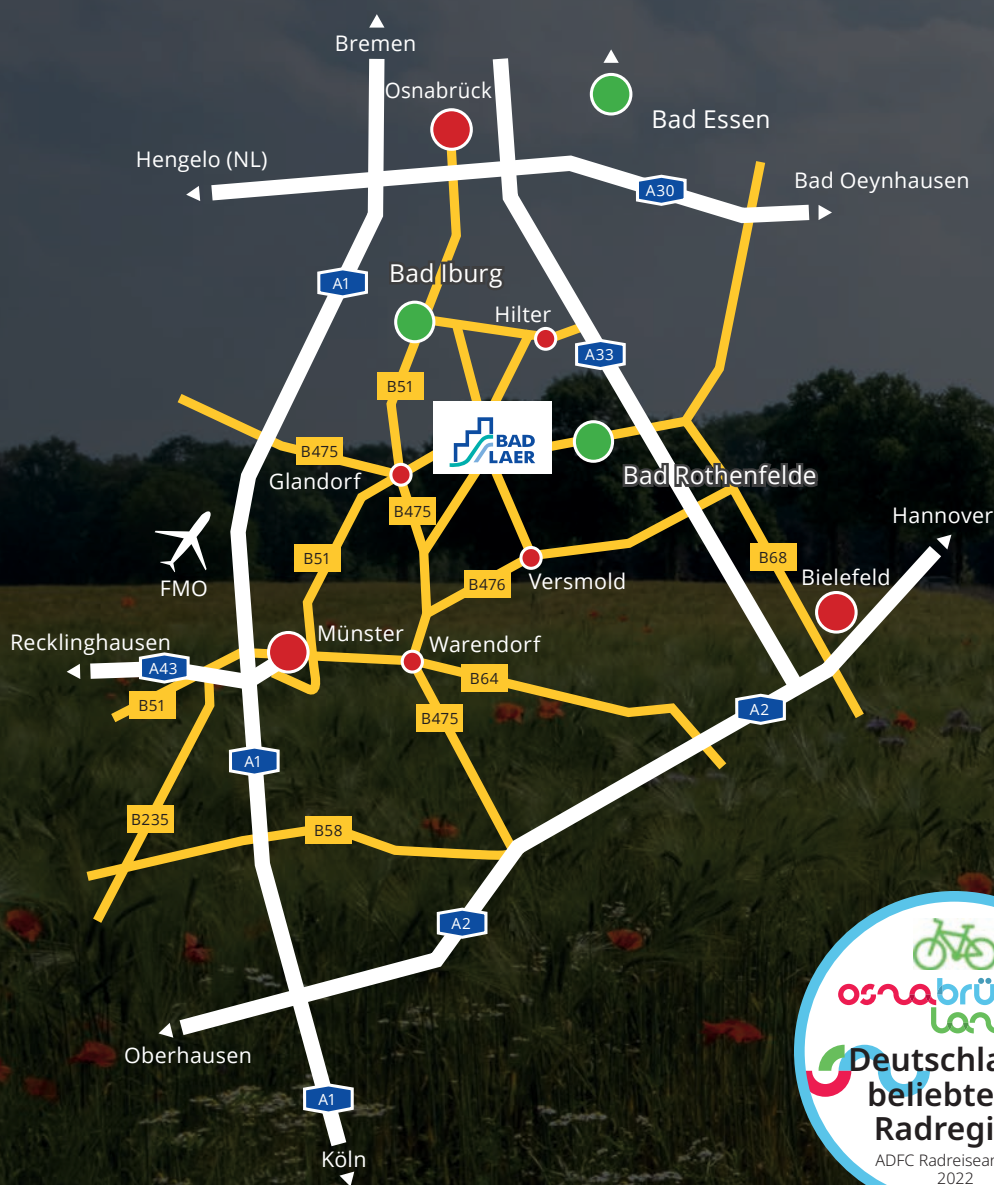 Bremen
Osnabrück
Bad Essen
Hengelo (NL)
A30
Bad Oeynhausen
Bad Iburg
A1
Hilter
A33
B51
BAD
LAER
B475
Glandorf
Bad Rothenfelde
B475
Hannover
B51
B68
FMO
B476
Versmold
Bielefeld
Recklinghausen
Münster
Warendorf
A43
B64
B51
A2
B475
A1
B235
B58
A2
osnabrü
lan
Oberhausen
Deutschla
beliebte
Radregi
A1
Köln
ADFC Radreisea
2022